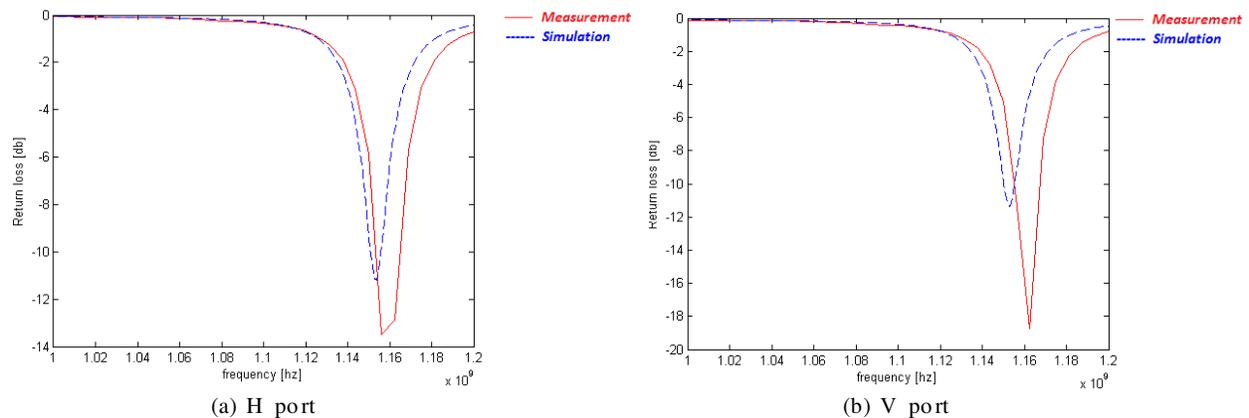 Measurement
Simulation
0
-2
-4
-6
-8
-10
-12
-14
Return loss [db]
1 1.02 1.04 1.06 1.08 1.1 1.12 1.14 1.16 1.18 1.2
frequency [hz]
x 10^9
(a) H port
Measurement
Simulation
0
-2
-4
-6
-8
-10
-12
-14
-16
-18
-20
Return loss [db]
1 1.02 1.04 1.06 1.08 1.1 1.12 1.14 1.16 1.18 1.2
frequency [hz]
x 10^9
(b) V port